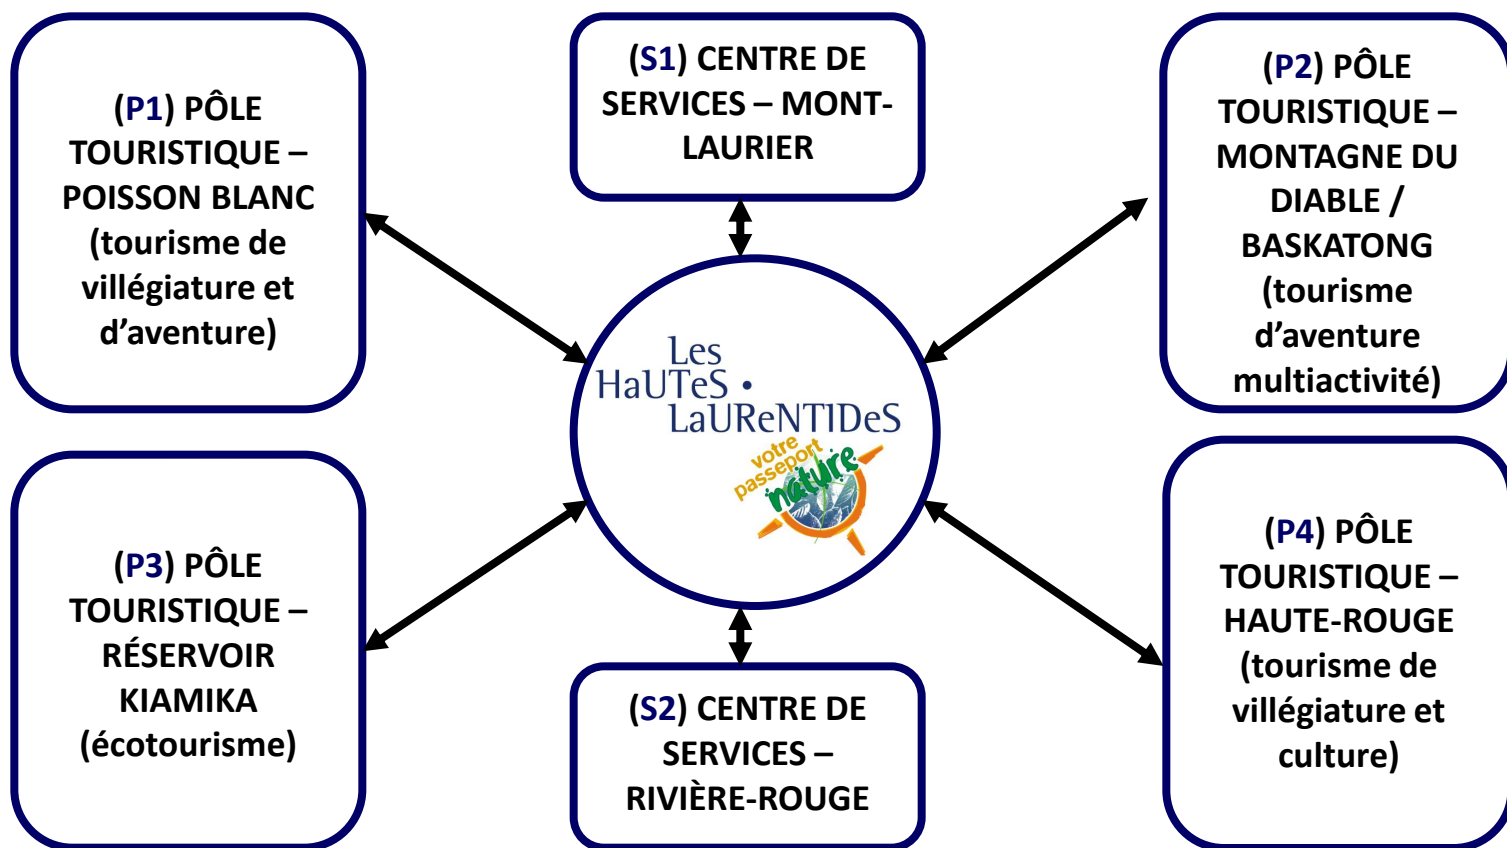 (P1) PÔLE
TOURISTIQUE –
POISSON BLANC
(tourisme de
villégiature et
d’aventure)
(S1) CENTRE DE
SERVICES – MONT-
LAURIER
(P2) PÔLE
TOURISTIQUE –
MONTAGNE DU
DIABLE /
BASKATONG
(tourisme
d’aventure
multiactivité)
Les
HaUTeS •
LaUReNTIDeS
votre
passeport
nature
(P3) PÔLE
TOURISTIQUE –
RÉSERVOIR
KIAMIKA
(écotourisme)
(S2) CENTRE DE
SERVICES –
RIVIÈRE-ROUGE
(P4) PÔLE
TOURISTIQUE –
HAUTE-ROUGE
(tourisme de
villégiature et
culture)